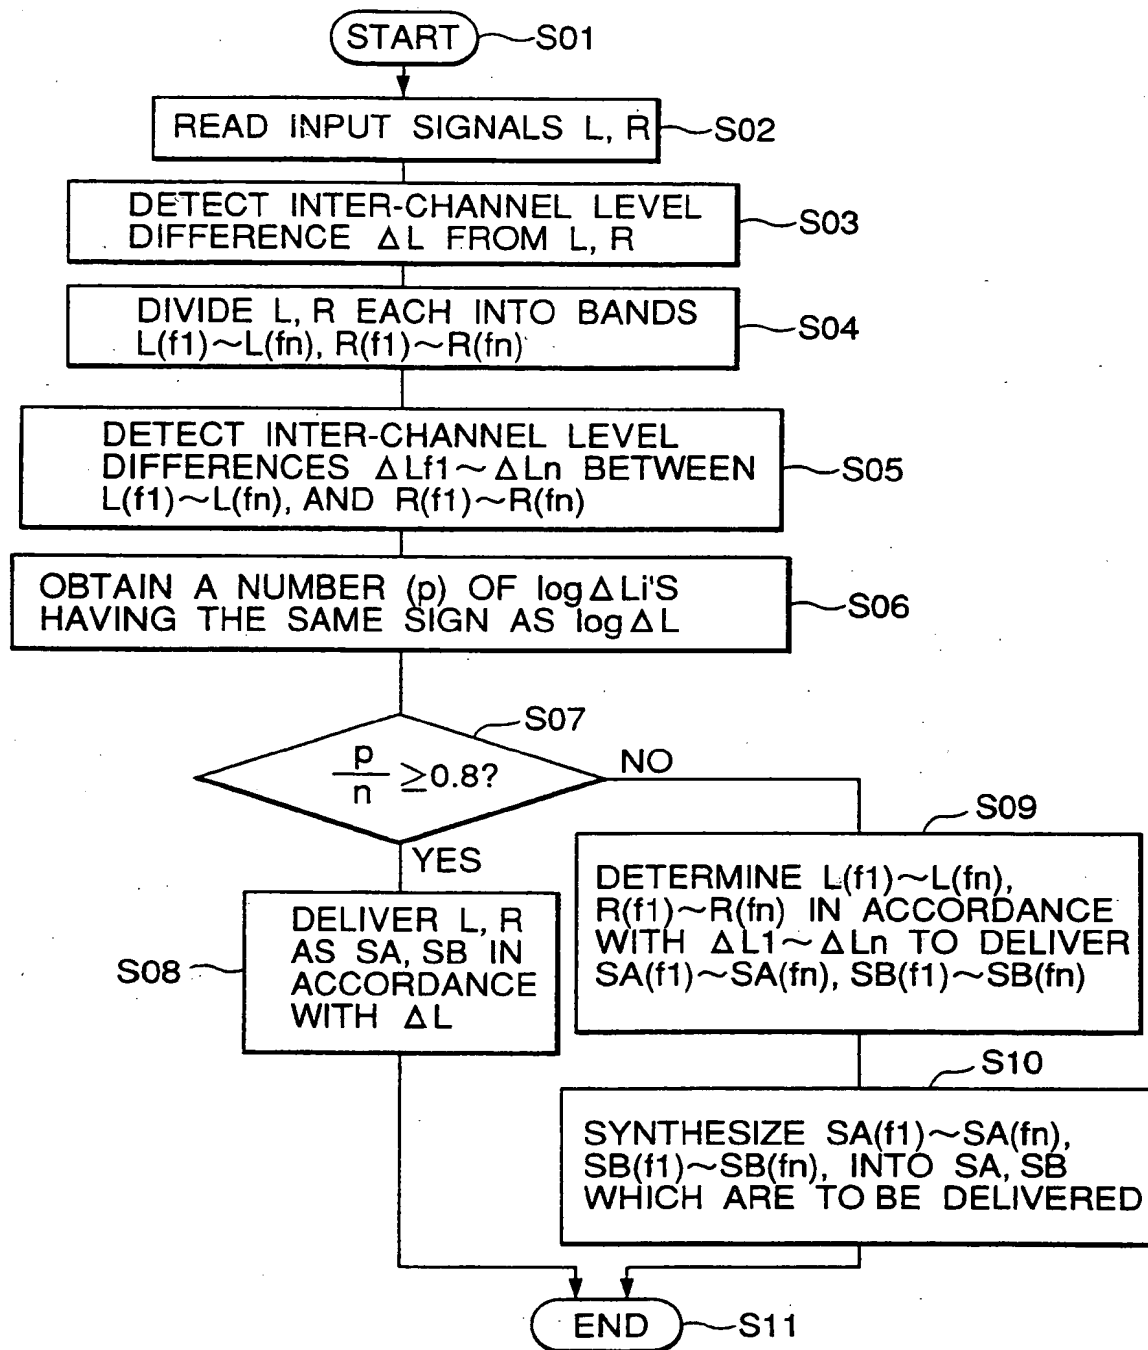 START
S01
READ INPUT SIGNALS L, R
S02
DETECT INTER-CHANNEL LEVEL
DIFFERENCE ΔL FROM L, R
S03
DIVIDE L, R EACH INTO BANDS
L(f1)~L(fn), R(f1)~R(fn)
S04
DETECT INTER-CHANNEL LEVEL
DIFFERENCES ΔLf1~ΔLn BETWEEN
L(f1)~L(fn), AND R(f1)~R(fn)
S05
OBTAIN A NUMBER (p) OF logΔLi'S
HAVING THE SAME SIGN AS logΔL
S06
S07
p
n
≥0.8?
NO
YES
S08
DELIVER L, R
AS SA, SB IN
ACCORDANCE
WITH ΔL
S09
DETERMINE L(f1)~L(fn),
R(f1)~R(fn) IN ACCORDANCE
WITH ΔL1~ΔLn TO DELIVER
SA(f1)~SA(fn), SB(f1)~SB(fn)
S10
SYNTHESIZE SA(f1)~SA(fn),
SB(f1)~SB(fn), INTO SA, SB
WHICH ARE TO BE DELIVERED
END
S11